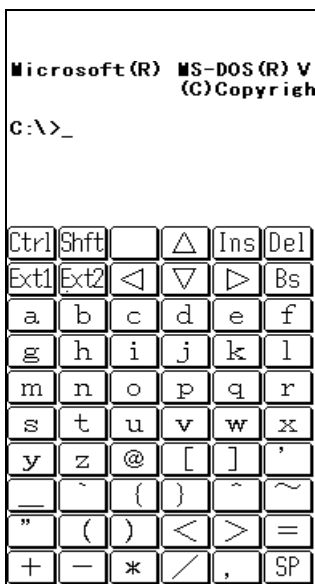 Microsoft(R) MS-DOS(R) V
(C)Copyrigh
C:\>_
Ctrl Shft △ Ins Del
Ext1 Ext2 ◁ ▽ ▷ Bs
a b c d e f
g h i j k l
m n o p q r
s t u v w x
y z @ [ ] '
_ ` { } ^ ~
" ( ) < > =
+ - * / , SP